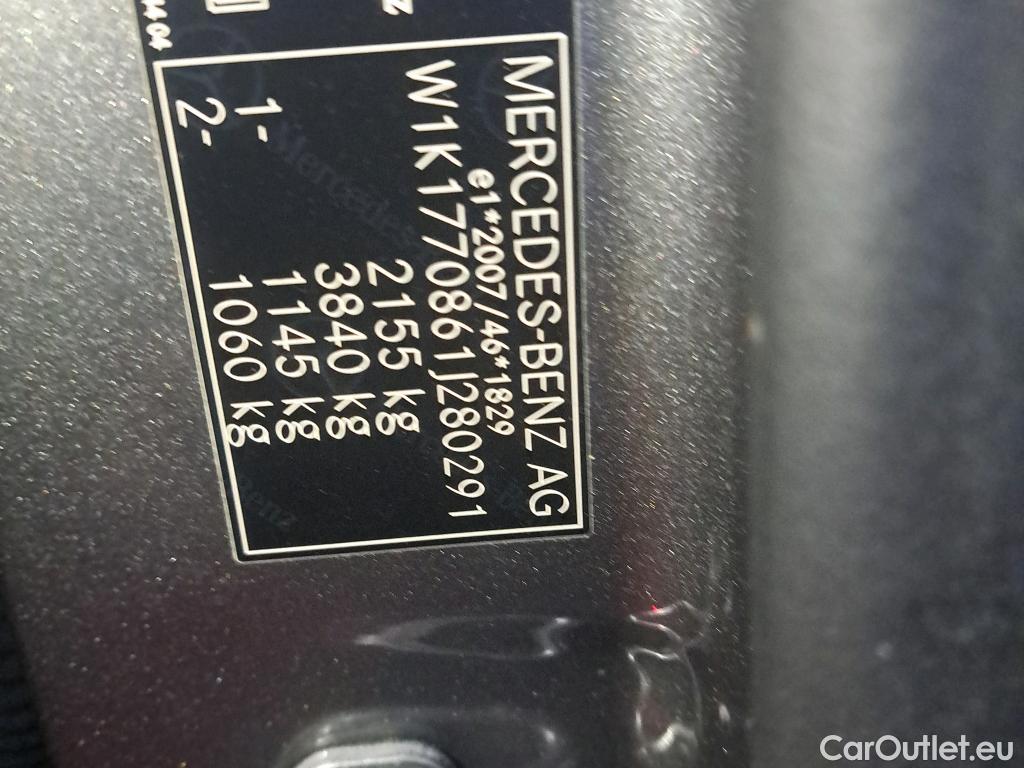 MERCEDES-BENZ AG
e1*2007/46*1829
W1K1770861J280291
2155 kg
3840 kg
1- 1145 kg
2- 1060 kg
CarOutlet.eu